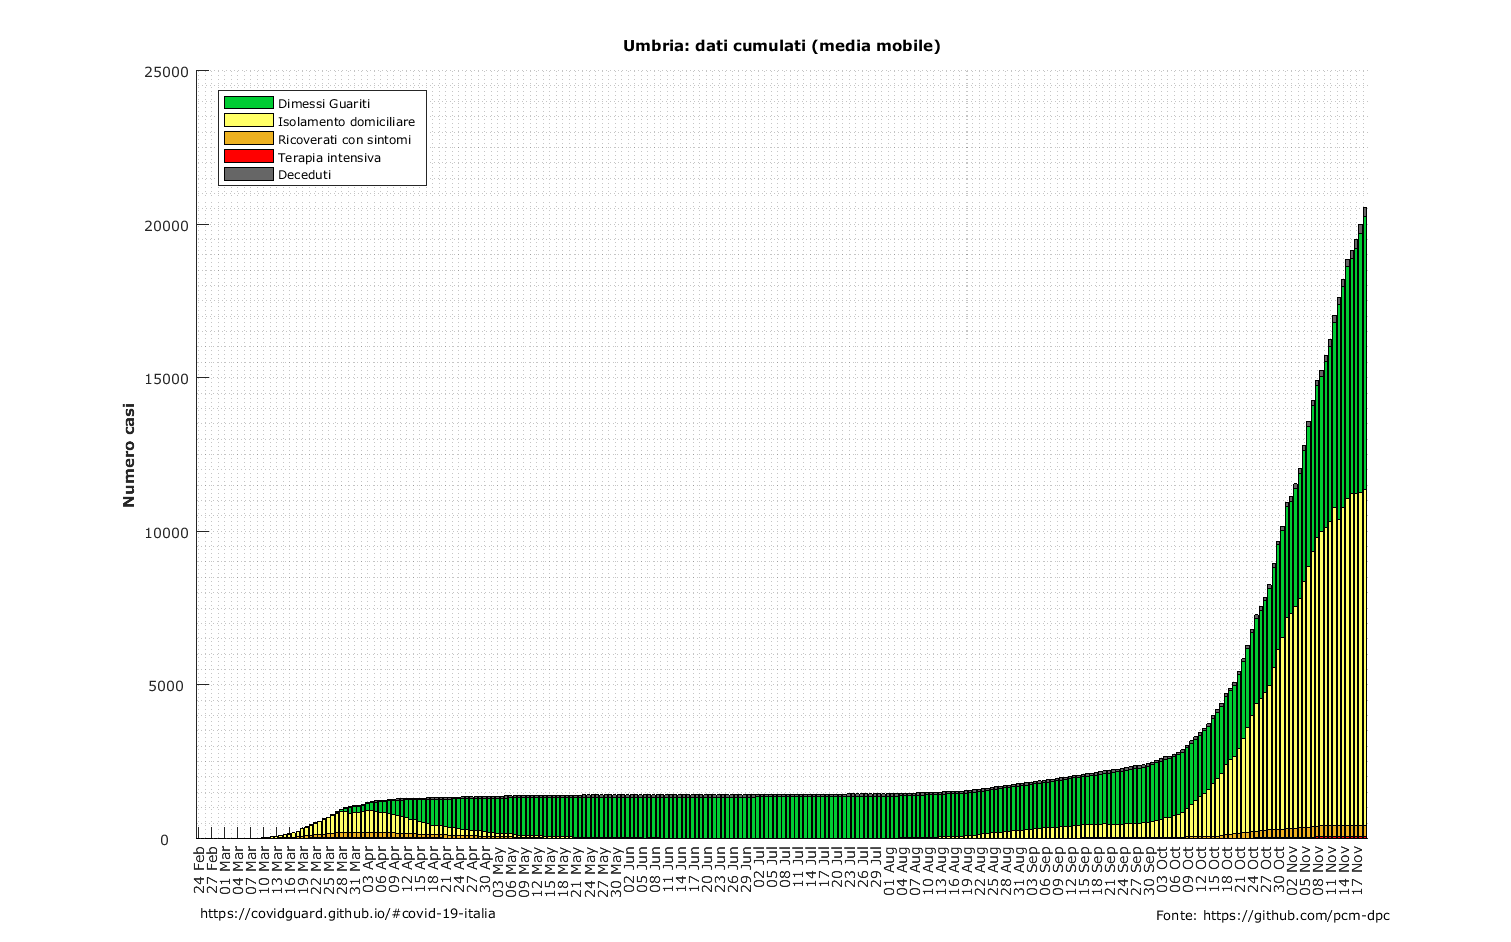 Umbria: dati cumulati (media mobile)
25000
20000
15000
10000
5000
0
Numero casi
Dimessi Guariti
Isolamento domiciliare
Ricoverati con sintomi
Terapia intensiva
Deceduti
24 Feb
27 Feb
01 Mar
04 Mar
07 Mar
10 Mar
13 Mar
16 Mar
19 Mar
22 Mar
25 Mar
28 Mar
31 Mar
03 Apr
06 Apr
09 Apr
12 Apr
15 Apr
18 Apr
21 Apr
24 Apr
27 Apr
30 Apr
03 May
06 May
09 May
12 May
15 May
18 May
21 May
24 May
27 May
30 May
02 Jun
05 Jun
08 Jun
11 Jun
14 Jun
17 Jun
20 Jun
23 Jun
26 Jun
29 Jun
02 Jul
05 Jul
08 Jul
11 Jul
14 Jul
17 Jul
20 Jul
23 Jul
26 Jul
29 Jul
01 Aug
04 Aug
07 Aug
10 Aug
13 Aug
16 Aug
19 Aug
22 Aug
25 Aug
28 Aug
31 Aug
03 Sep
06 Sep
09 Sep
12 Sep
15 Sep
18 Sep
21 Sep
24 Sep
27 Sep
30 Sep
03 Oct
06 Oct
09 Oct
12 Oct
15 Oct
18 Oct
21 Oct
24 Oct
27 Oct
30 Oct
02 Nov
05 Nov
08 Nov
11 Nov
14 Nov
17 Nov
https://covidguard.github.io/#covid-19-italia
Fonte: https://github.com/pcm-dpc